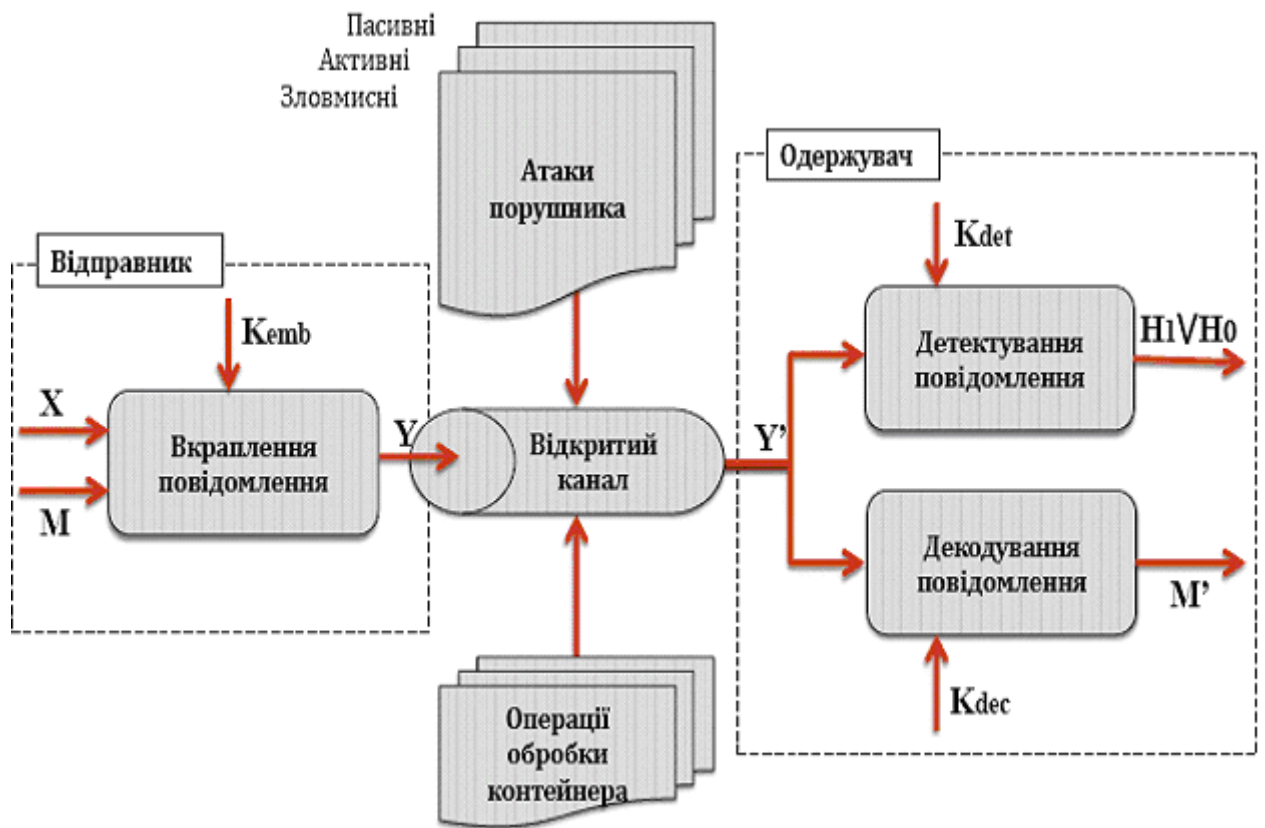 Пасивні
Активні
Зловмисні
Атаки
порушника
Одержувач
Kdet
Відправник
Kemb
Детектування
повідомлення
H1\/H0
X
Вкраплення
повідомлення
M
Y
Відкритий
канал
Y’
Декодування
повідомлення
M’
Kdec
Операції
обробки
контейнера